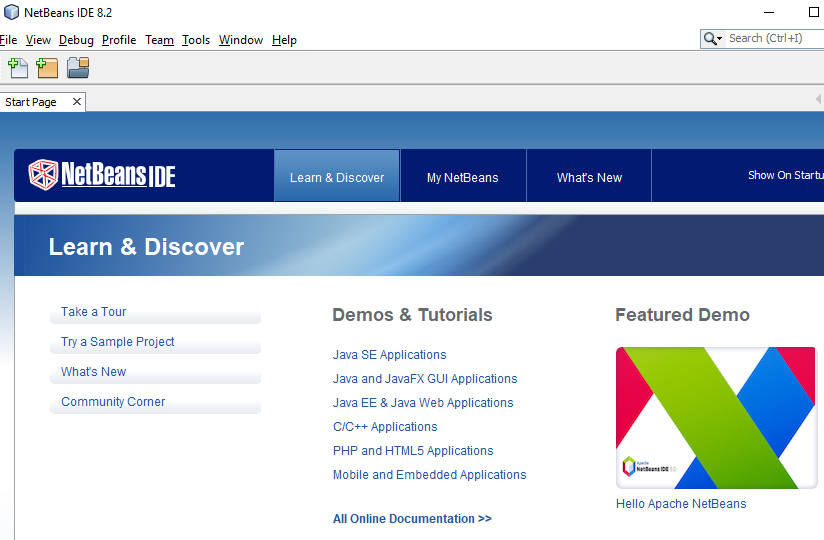 NetBeans IDE 8.2
File View Debug Profile Team Tools Window Help
Search (Ctrl+I)
Start Page
NetBeans IDE
Learn & Discover
My NetBeans
What's New
Show On Startu
Learn & Discover
Take a Tour
Try a Sample Project
What's New
Community Corner
Demos & Tutorials
Java SE Applications
Java and JavaFX GUI Applications
Java EE & Java Web Applications
C/C++ Applications
PHP and HTML5 Applications
Mobile and Embedded Applications
All Online Documentation >>
Featured Demo
Apache
NetBeans IDE 9.0
Hello Apache NetBeans